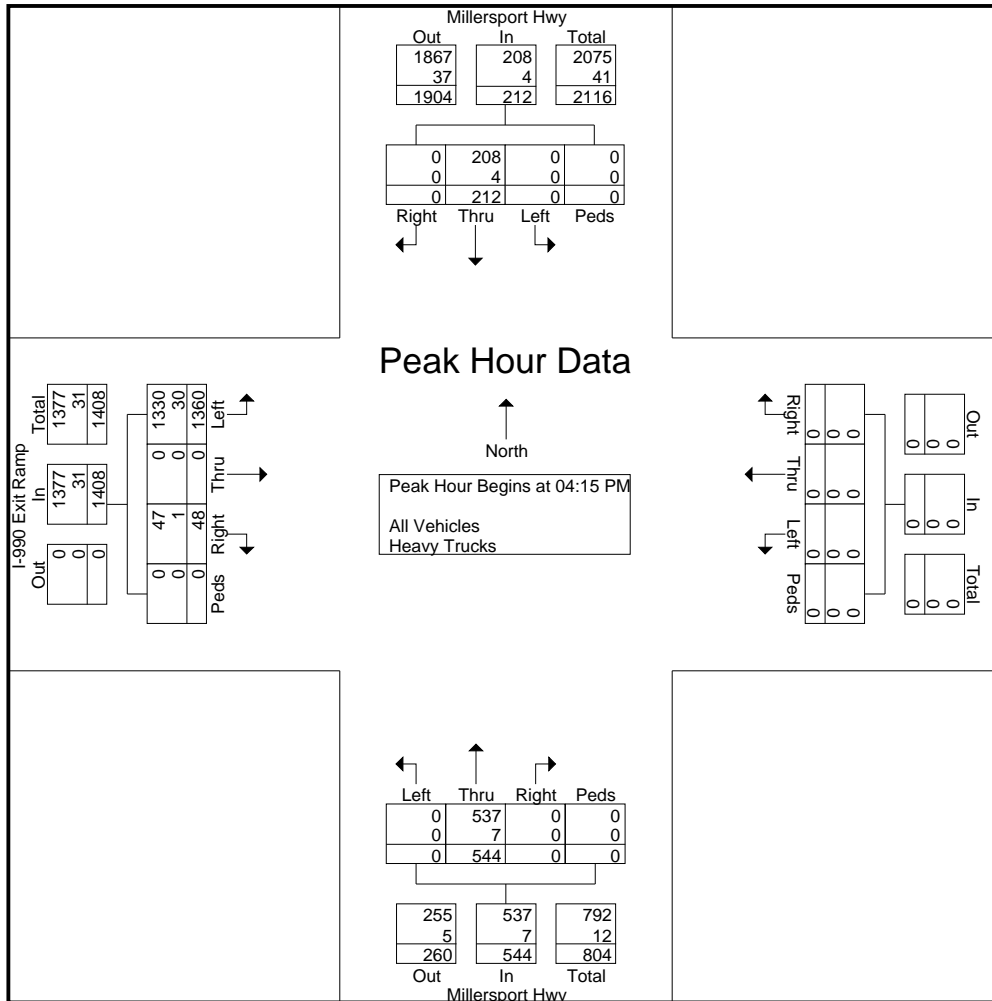 Millersport Hwy
Out In Total
1867 208 2075
37 4 41
1904 212 2116
0 208 0 0
0 4 0 0
0 212 0 0
Right Thru Left Peds
Peak Hour Data
North
Peak Hour Begins at 04:15 PM
All Vehicles
Heavy Trucks
I-990 Exit Ramp
Out In Total
0 1377 1377
0 31 31
0 1408 1408
Peds Right Thru Left
0 47 0 1330
0 1 0 30
0 48 0 1360
Right Thru Left Peds
0 0 0 0
0 0 0 0
0 0 0 0
Out In Total
0 0 0
0 0 0
0 0 0
Left Thru Right Peds
0 537 0 0
0 7 0 0
0 544 0 0
255 537 792
5 7 12
260 544 804
Out In Total
Millersport Hwy